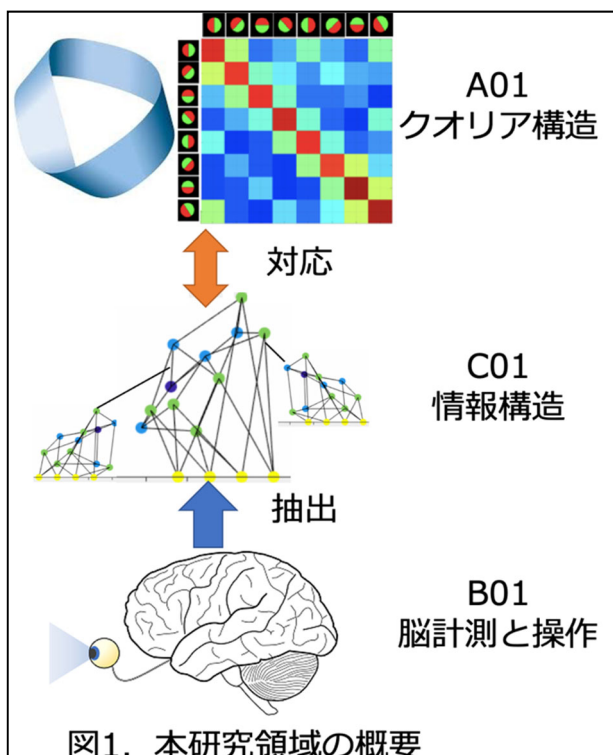 A01
クオリア構造
対応
C01
情報構造
抽出
B01
脳計測と操作
図1. 本研究領域の概要